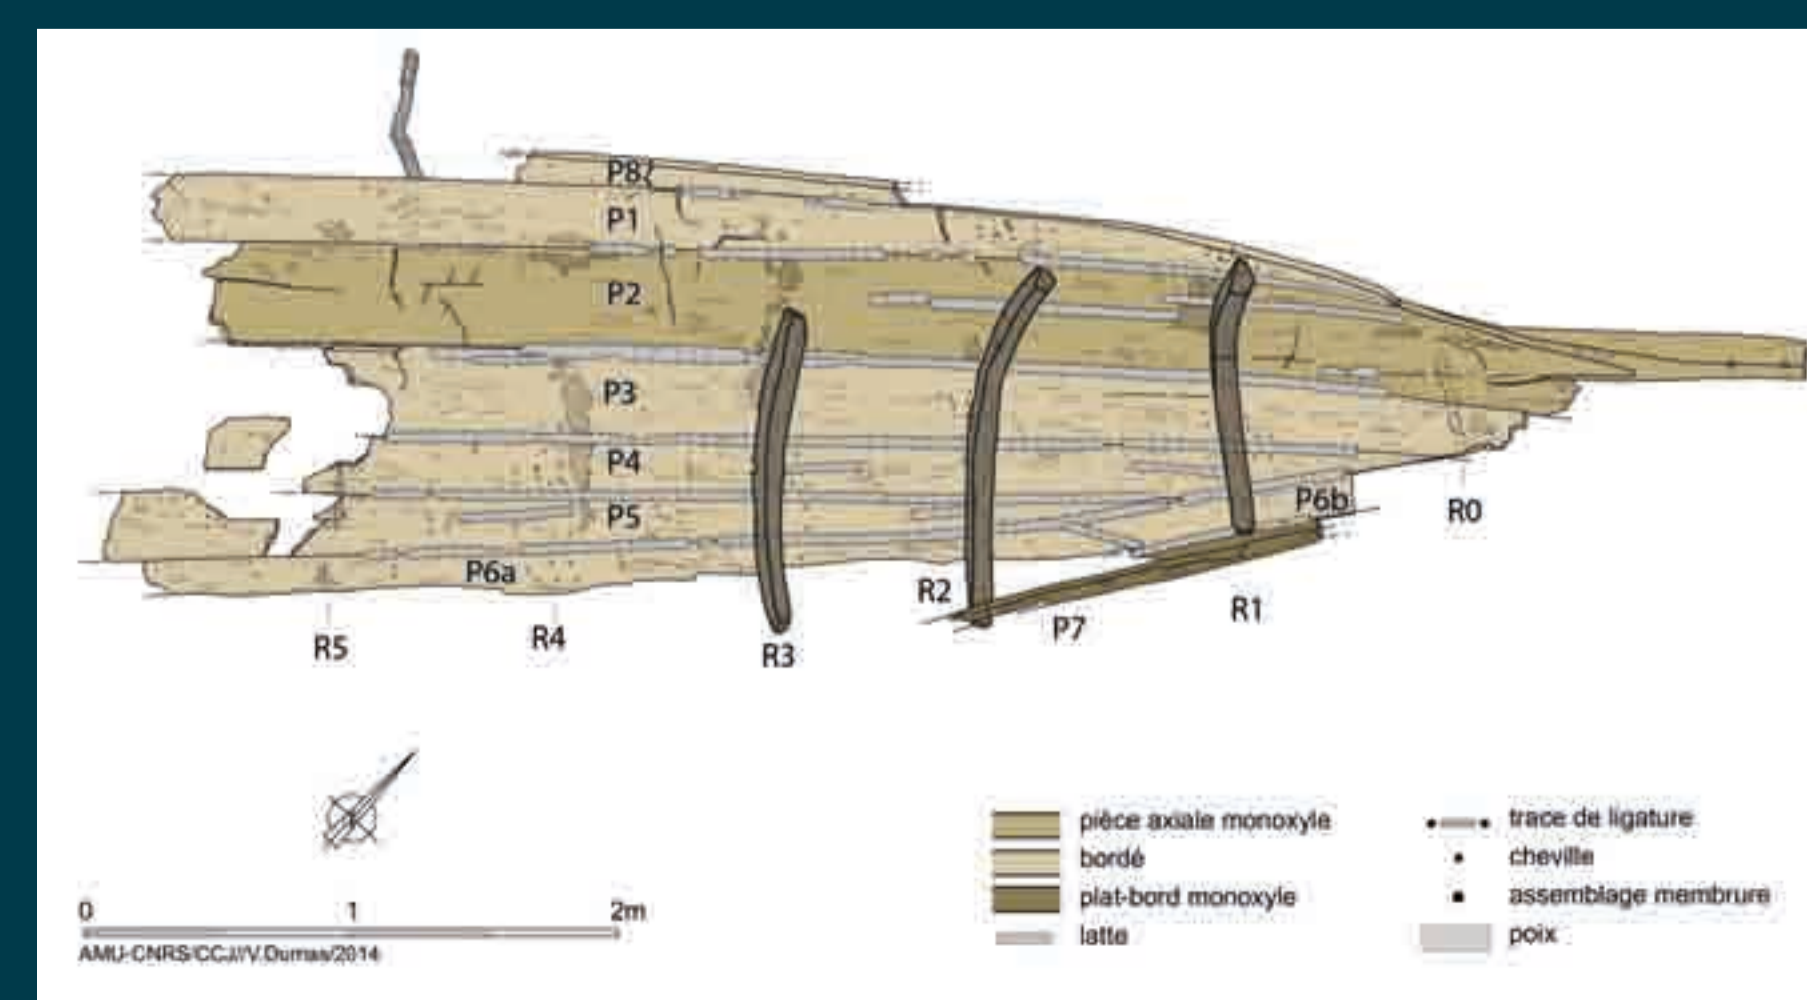 P8
P1
P2
P3
P4
P5
P6a
P6b
P7
R0
R1
R2
R3
R4
R5
0 1 2m
AMU-CNRS/CCJ//V.Dumas/2014
pièce axiale monoxyle
bordé
plat-bord monoxyle
latte
trace de ligature
cheville
assemblage membrure
poix